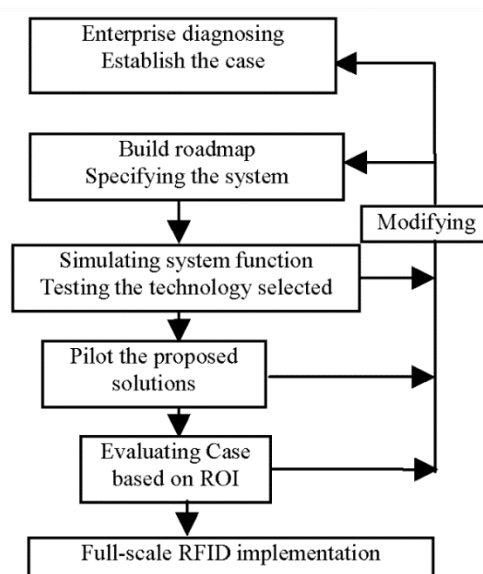 Enterprise diagnosing
Establish the case
Build roadmap
Specifying the system
Modifying
Simulating system function
Testing the technology selected
Pilot the proposed
solutions
Evaluating Case
based on ROI
Full-scale RFID implementation